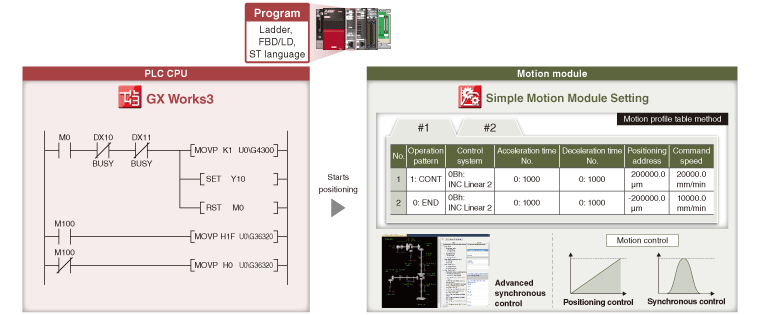 Program
Ladder,
FBD/LD,
ST language
PLC CPU
GX Works3
M0 DX10 DX11
BUSY BUSY
MOVP K1 U0\G4300
SET Y10
RST M0
M100
MOVP H1F U0\G36320
M100
MOVP H0 U0\G36320
Starts
positioning
Motion module
Simple Motion Module Setting
Motion profile table method
#1 #2
No. Operation pattern Control system Acceleration time No. Deceleration time No. Positioning address Command speed
1 1: CONT 0Bh: INC Linear 2 0: 1000 0: 1000 200000.0 µm 20000.0 mm/min
2 0: END 0Bh: INC Linear 2 0: 1000 0: 1000 -200000.0 µm 10000.0 mm/min
Advanced
synchronous
control
Motion control
Positioning control
Synchronous control